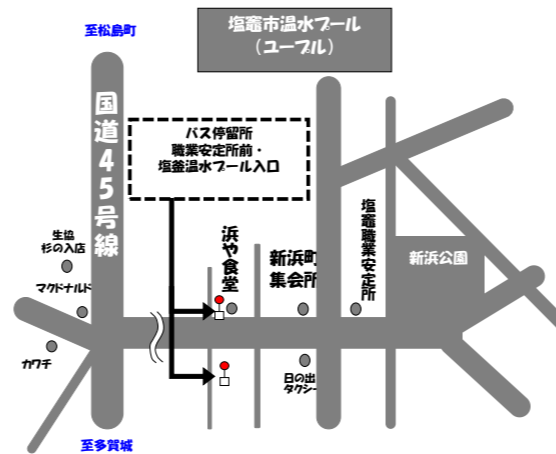 至松島町
塩竈市温水プール
（ユープル）
国道45号線
バス停留所
職業安定所前・
塩釜温水プール入口
生協
杉の入店
マクドナルド
カワチ
浜や食堂
新浜町
集会所
塩竈職業安定所
新浜公園
日の出
タクシー
至多賀城